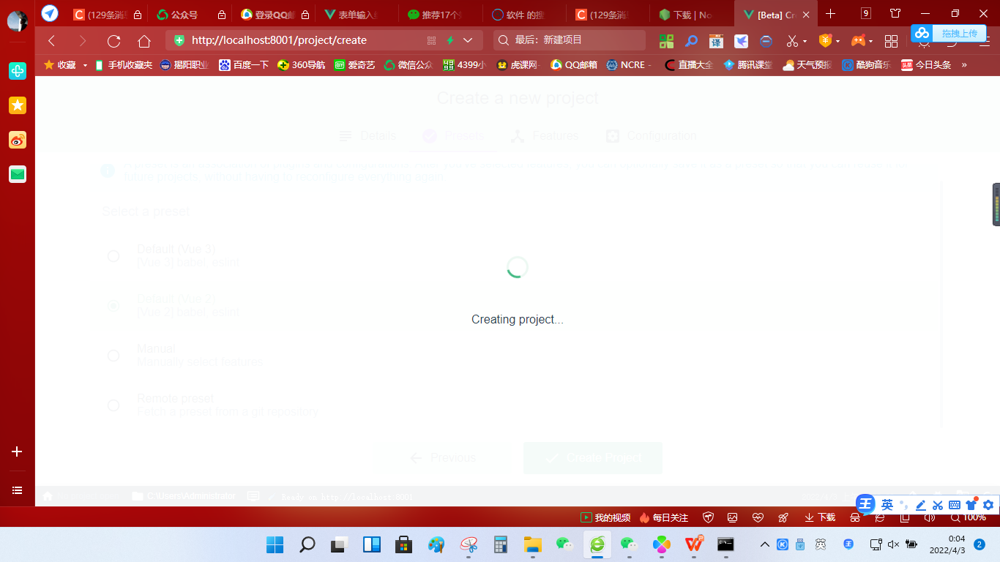 (129条消息
公众号
登录QQ邮
表单输入绑
推荐17个
软件 的搜
(129条消息
下载 | No
[Beta] Cr
9
http://localhost:8001/project/create
最后：新建项目
译
拖拽上传
收藏
手机收藏夹
揭阳职业
百度一下
360导航
爱奇艺
微信公众
4399小
虎课网-
QQ邮箱
NCRE -
直播大全
腾讯课堂
天气预报
酷狗音乐
今日头条
»
Create a new project
Details
Presets
Features
Configuration
A preset is an association of plugins and configurations. After you've selected features, you can optionally save it as a preset so that you can reuse it for
future projects, without having to reconfigure everything again.
Select a preset
Default (Vue 3)
[Vue 3] babel, eslint
Default (Vue 2)
[Vue 2] babel, eslint
Manual
Manually select features
Remote preset
Fetch a preset from a git repository
Creating project...
Previous
Create Project
C:\Users\Administrator
Ready on http://localhost:8001
英
我的视频
每日关注
下载
100%
英
0:04
2022/4/3
2